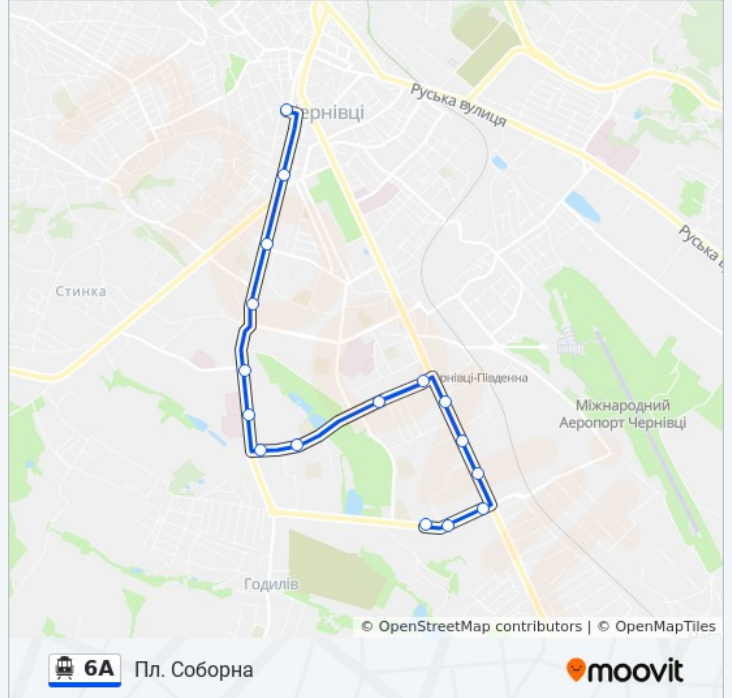 Чернівці
Руська вулиця
Руська в
Стинка
Чернівці-Південна
Міжнародний
Аеропорт Чернівці
Годилів
© OpenStreetMap contributors | © OpenMapTiles
6A Пл. Соборна moovit